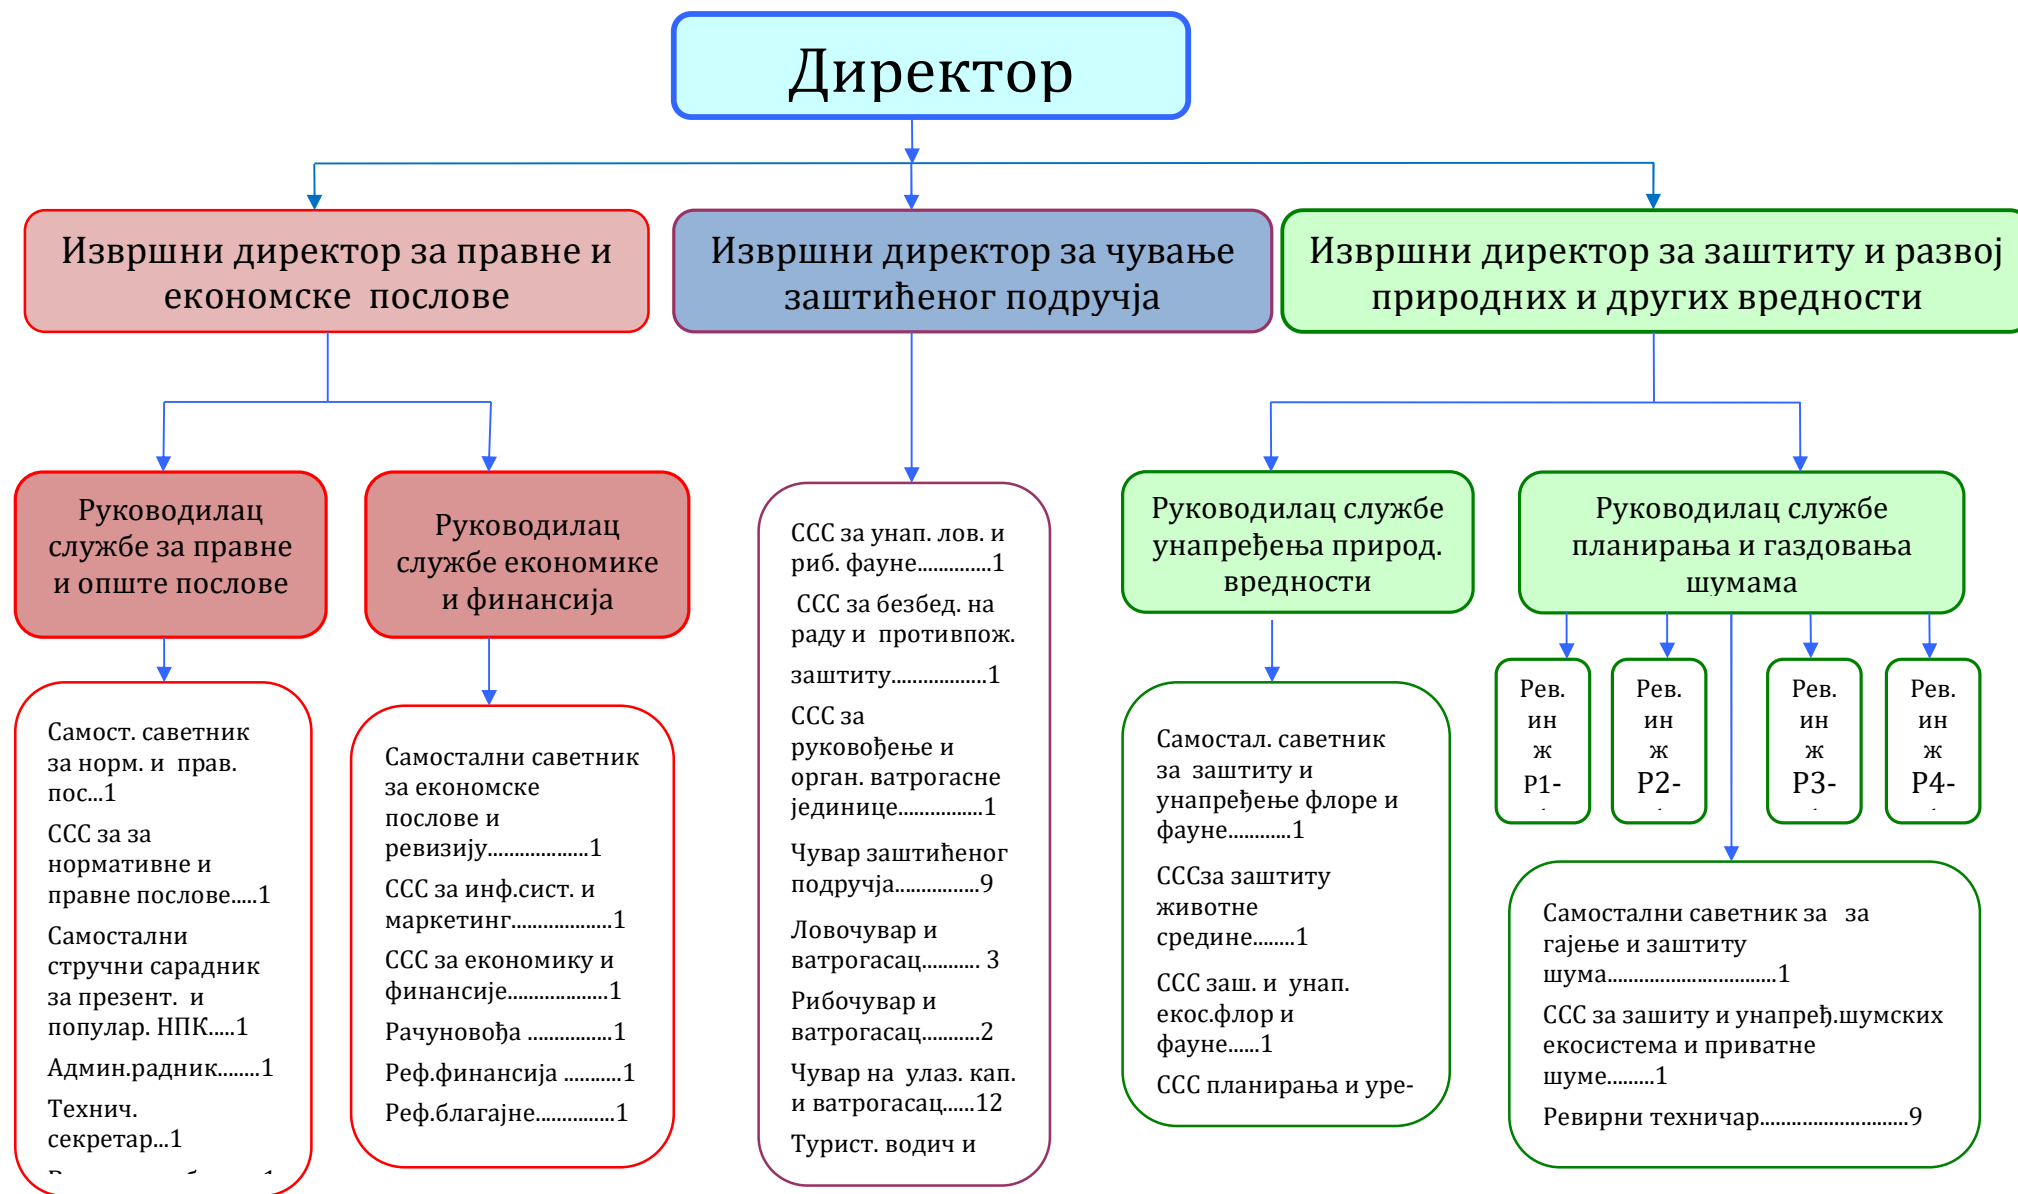 Директор
Извршни директор за правне и
економске послове
Извршни директор за чување
заштићеног подручја
Извршни директор за заштиту и развој
природних и других вредности
Руководилац
службе за правне
и опште послове
Руководилац
службе економике
и финансија
Руководилац службе
унапређења природ.
вредности
Руководилац службе
планирања и газдовања
шумама
Самост. саветник
за норм. и прав.
пос...1
ССС за за
нормативне и
правне послове.....1
Самостални
стручни сарадник
за презент. и
популар. НПК.....1
Админ.радник........1
Технич.
секретар...1
Самостални саветник
за економске
послове и
ревизију...................1
ССС за инф.сист. и
маркетинг...................1
ССС за економику и
финансије...................1
Рачуновођа ................1
Реф.финансија ...........1
Реф.благајне...............1
ССС за унап. лов. и
риб. фауне..............1
ССС за безбед. на
раду и противпож.
заштиту..................1
ССС за
руковођење и
орган. ватрогасне
јединице................1
Чувар заштићеног
подручја................9
Ловочувар и
ватрогасац........... 3
Рибочувар и
ватрогасац...........2
Чувар на улаз. кап.
и ватрогасац......12
Турист. водич и
Самостал. саветник
за заштиту и
унапређење флоре и
фауне............1
СССза заштиту
животне
средине........1
ССС заш. и унап.
екос.флор и
фауне......1
ССС планирања и уре-
Рев.
ин
ж
Р1-
Рев.
ин
ж
Р2-
Рев.
ин
ж
Р3-
Рев.
ин
ж
Р4-
Самостални саветник за за
гајење и заштиту
шума................................1
ССС за зашиту и унапређ.шумских
екосистема и приватне
шуме.........1
Ревирни техничар............................9